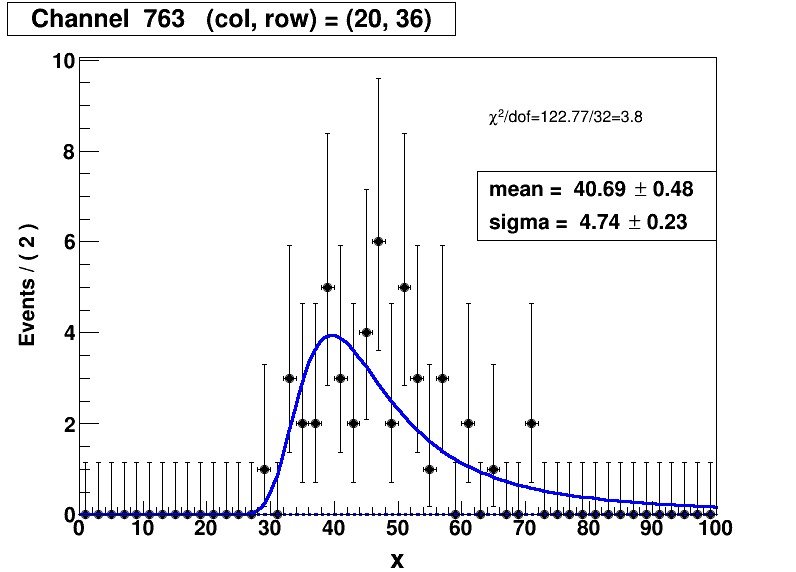 Channel 763 (col, row) = (20, 36)
10
χ²/dof=122.77/32=3.8
8
mean = 40.69 ± 0.48
sigma = 4.74 ± 0.23
6
Events / ( 2 )
4
2
0
0 10 20 30 40 50 60 70 80 90 100
x